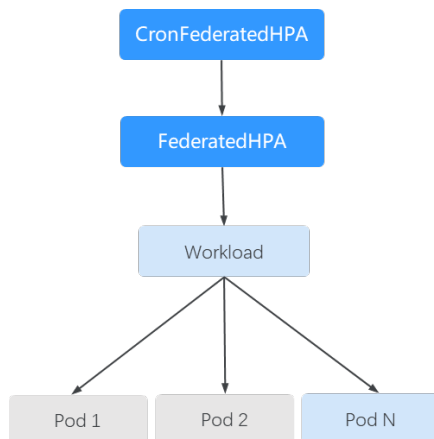 CronFederatedHPA
FederatedHPA
Workload
Pod 1
Pod 2
Pod N